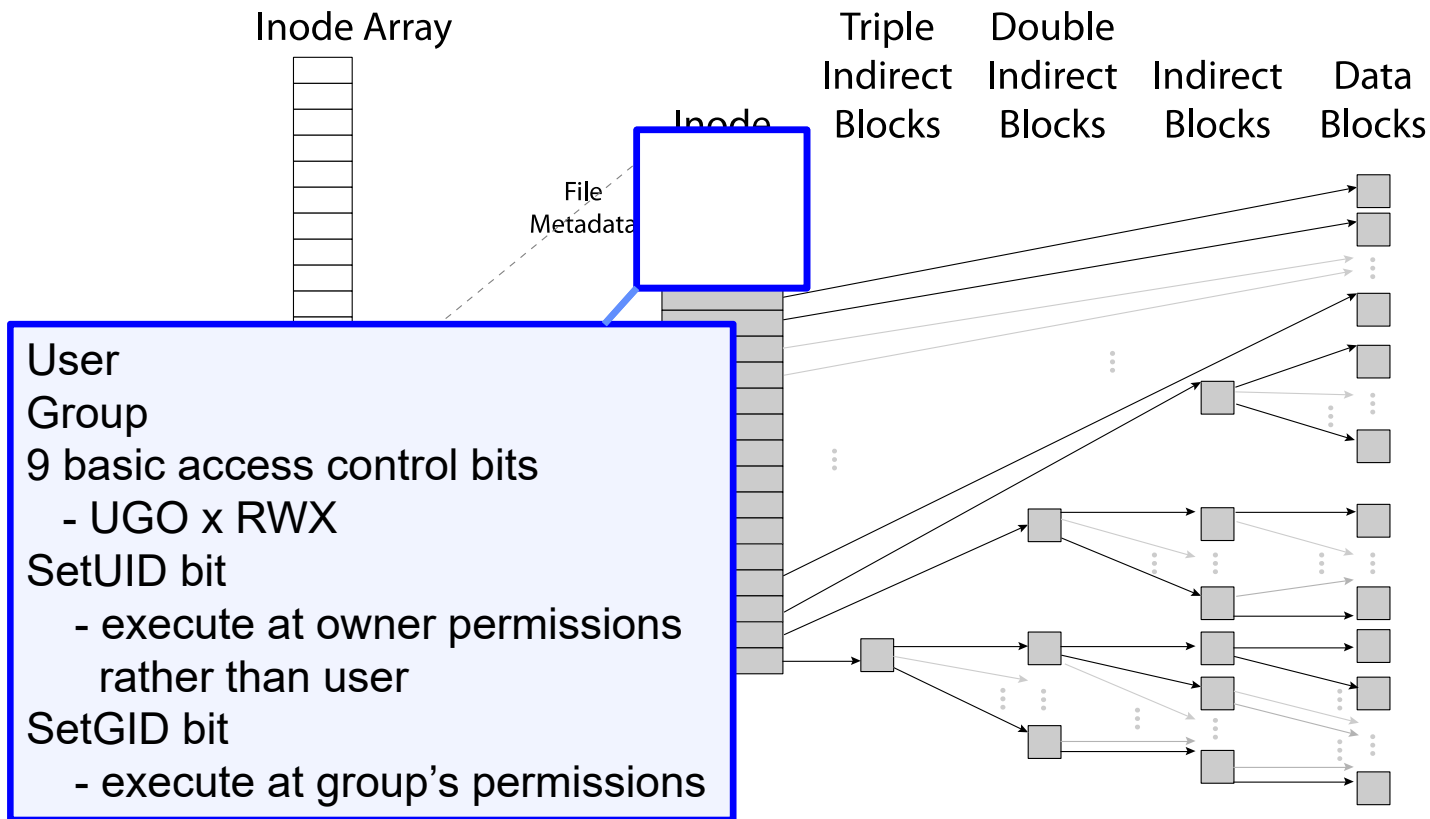 Inode Array
Triple
Indirect
Blocks
Double
Indirect
Blocks
Indirect
Blocks
Data
Blocks
Inode
File
Metadata
User
Group
9 basic access control bits
- UGO x RWX
SetUID bit
- execute at owner permissions
rather than user
SetGID bit
- execute at group’s permissions